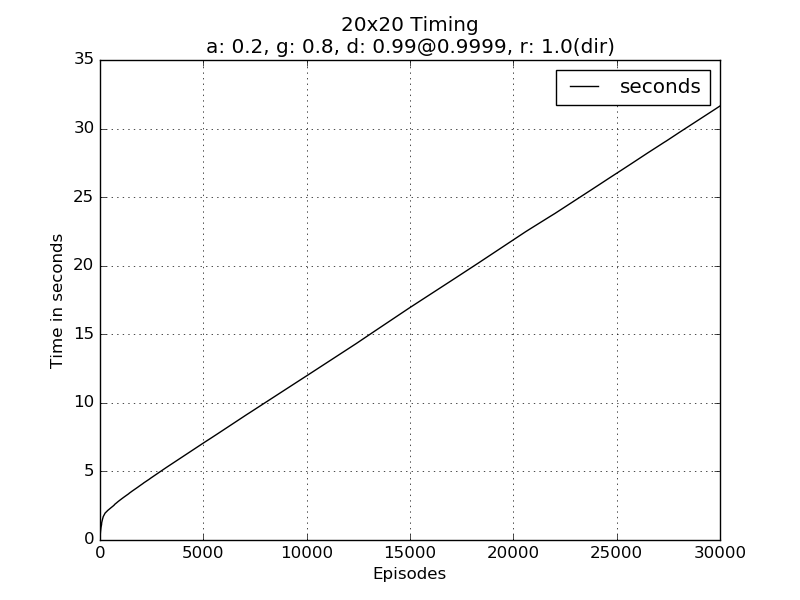 20x20 Timing
a: 0.2, g: 0.8, d: 0.99@0.9999, r: 1.0(dir)
seconds
Time in seconds
35
30
25
20
15
10
5
0
0 5000 10000 15000 20000 25000 30000
Episodes